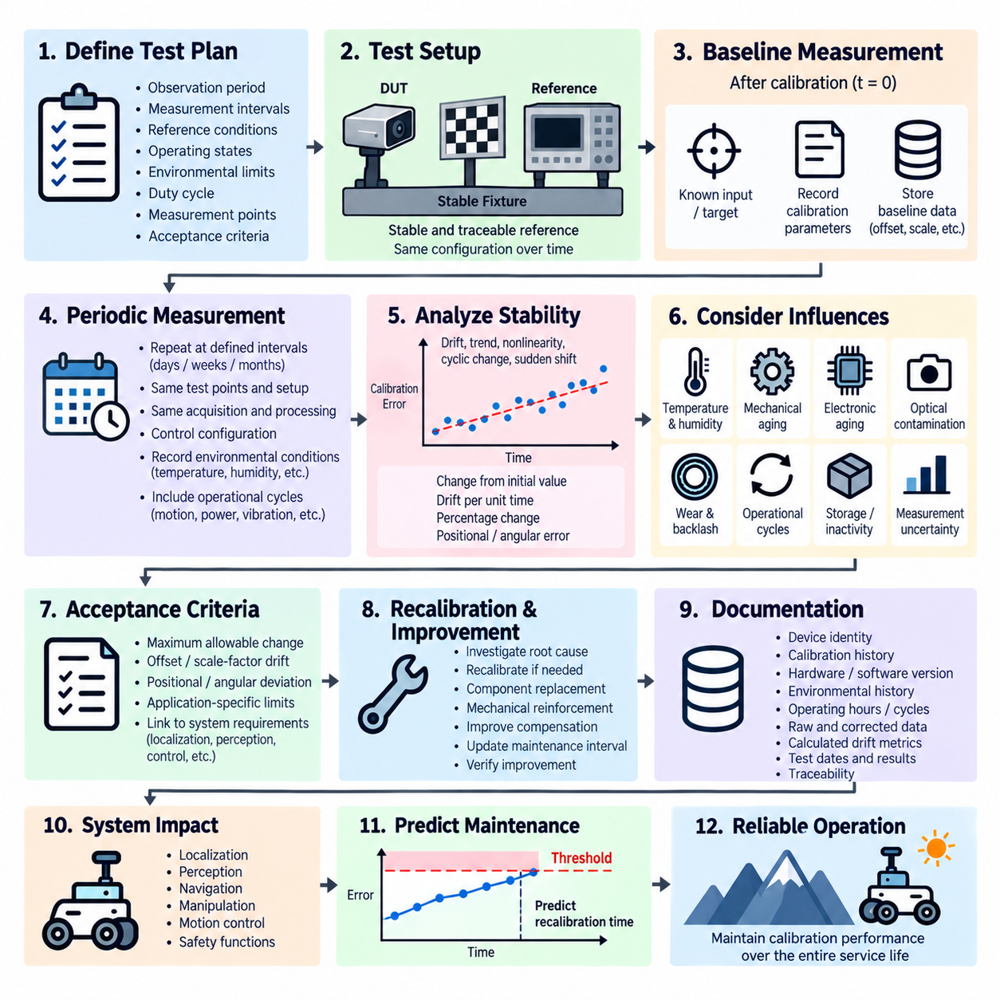 1. Define Test Plan
• Observation period
• Measurement intervals
• Reference conditions
• Operating states
• Environmental limits
• Duty cycle
• Measurement points
• Acceptance criteria
2. Test Setup
DUT
Reference
Stable Fixture
Stable and traceable reference
Same configuration over time
3. Baseline Measurement
After calibration (t = 0)
Known input
/ target
Record
calibration
parameters
Store
baseline data
(offset, scale, etc.)
4. Periodic Measurement
• Repeat at defined intervals
(days / weeks / months)
• Same test points and setup
• Same acquisition and processing
• Control configuration
• Record environmental conditions
(temperature, humidity, etc.)
• Include operational cycles
(motion, power, vibration, etc.)
5. Analyze Stability
Drift, trend, nonlinearity,
cyclic change, sudden shift
Calibration
Error
Time
Change from initial value
Drift per unit time
Percentage change
Positional / angular error
6. Consider Influences
Temperature
& humidity
Mechanical
aging
Electronic
aging
Optical
contamination
Wear &
backlash
Operational
cycles
Storage /
inactivity
Measurement
uncertainty
7. Acceptance Criteria
• Maximum allowable change
• Offset / scale-factor drift
• Positional / angular deviation
• Application-specific limits
• Link to system requirements
(localization, perception,
control, etc.)
8. Recalibration &
Improvement
• Investigate root cause
• Recalibrate if needed
• Component replacement
• Mechanical reinforcement
• Improve compensation
• Update maintenance interval
• Verify improvement
9. Documentation
• Device identity
• Calibration history
• Hardware / software version
• Environmental history
• Operating hours / cycles
• Raw and corrected data
• Calculated drift metrics
• Test dates and results
• Traceability
10. System Impact
• Localization
• Perception
• Navigation
• Manipulation
• Motion control
• Safety functions
11. Predict Maintenance
Threshold
Error
Predict
recalibration time
Time
12. Reliable Operation
Maintain calibration performance
over the entire service life